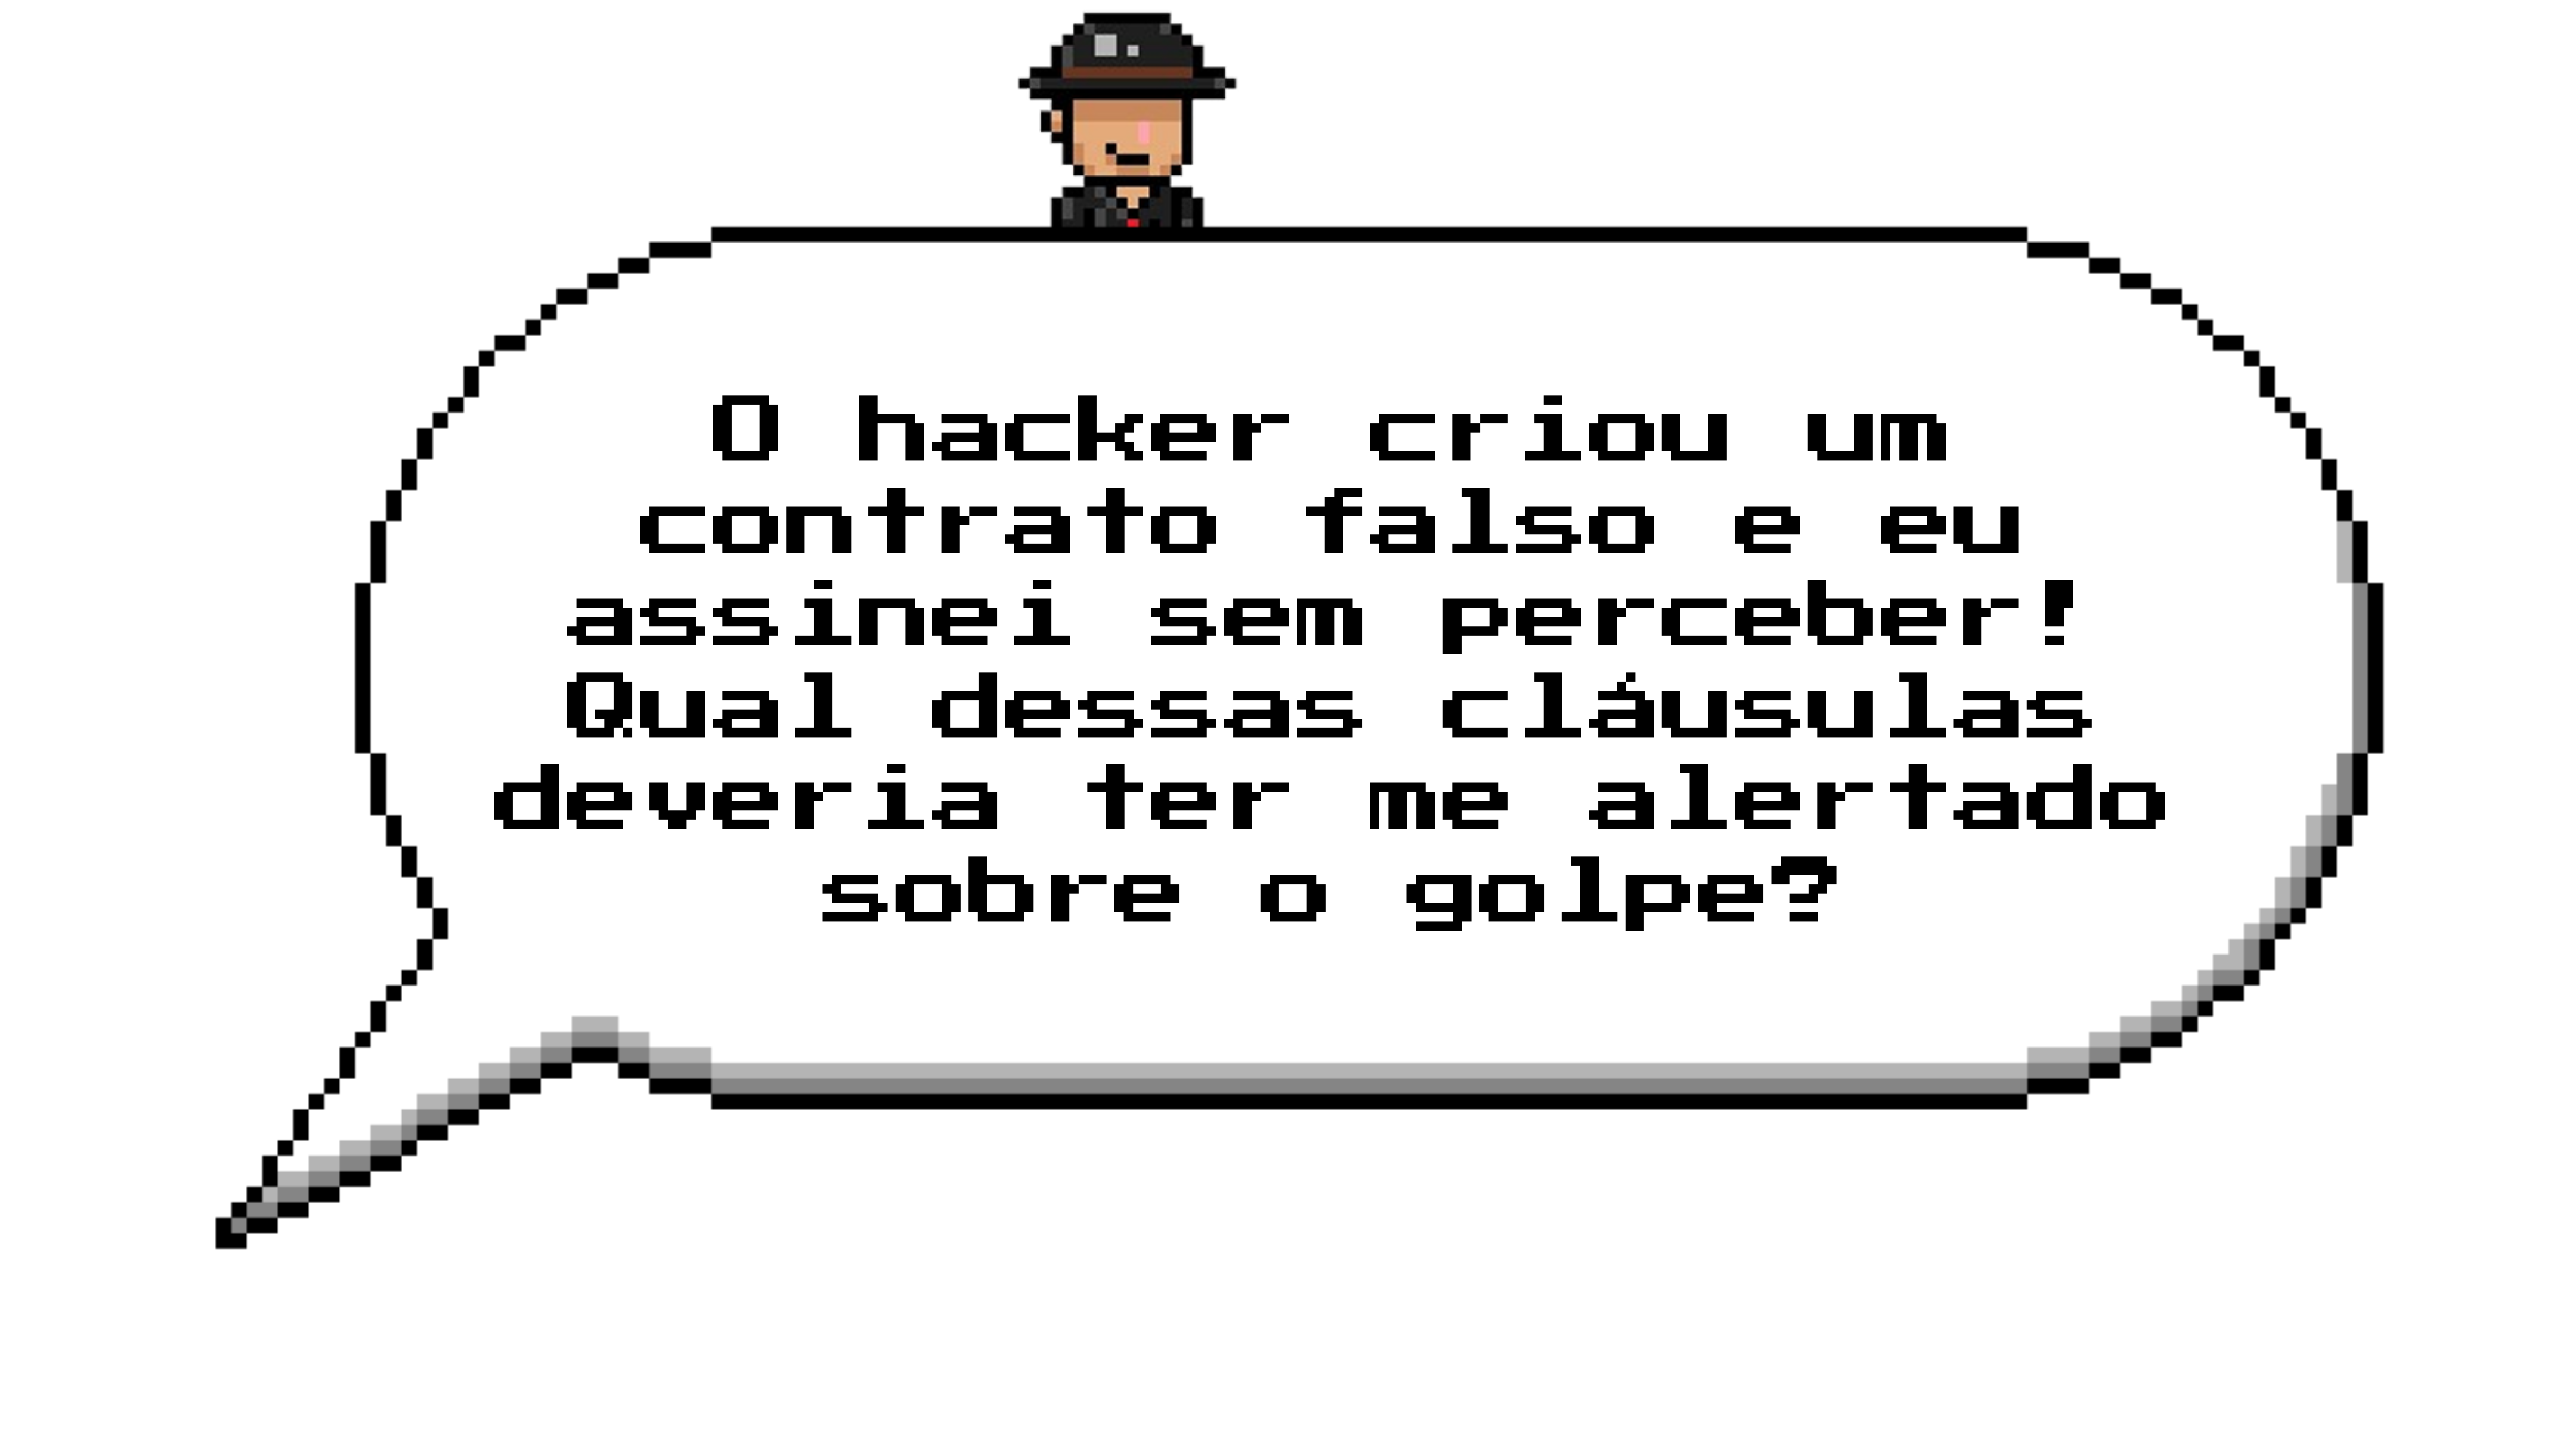 O hacker criou um
contrato falso e eu
assinei sem perceber!
Qual dessas cláusulas
deveria ter me alertado
sobre o golpe?